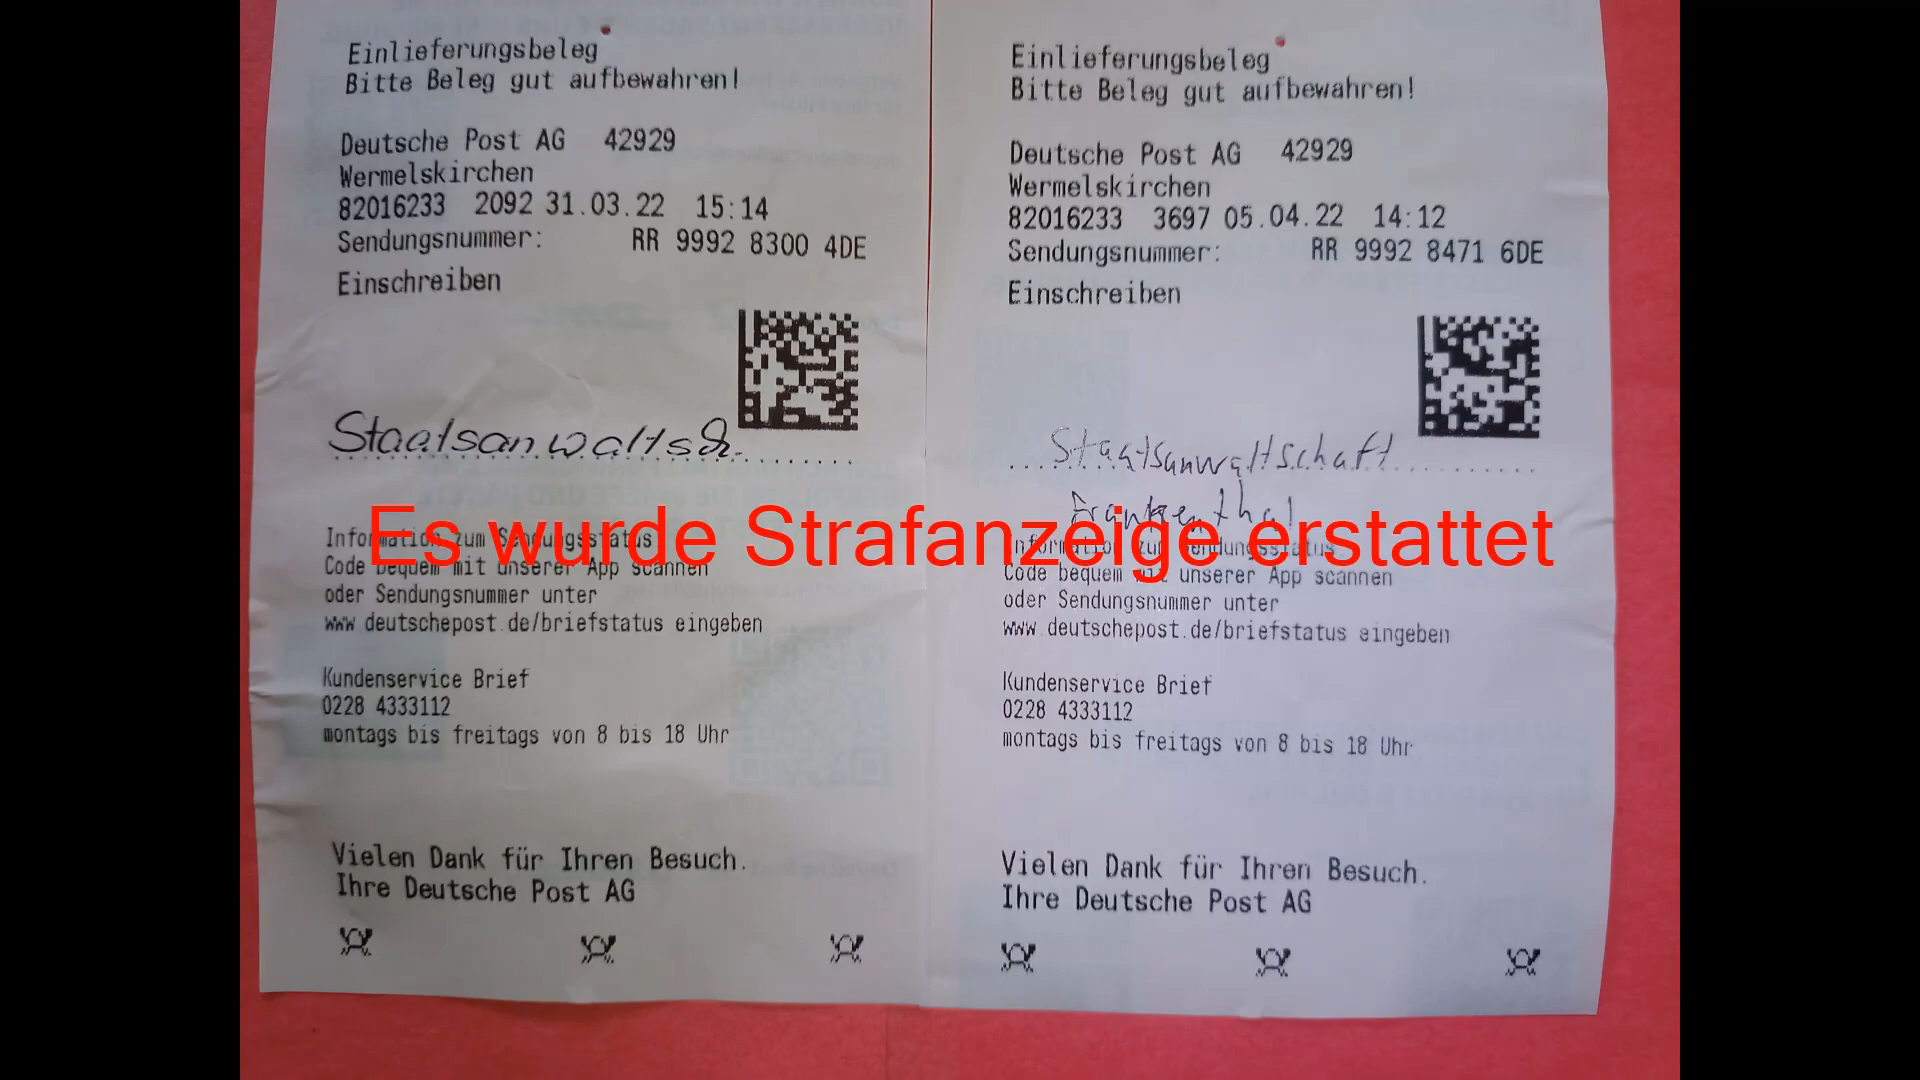 Einlieferungsbeleg
Bitte Beleg gut aufbewahren!
Deutsche Post AG 42929
Wermelskirchen
82016233 2092 31.03.22 15:14
Sendungsnummer: RR 9992 8300 4DE
Einschreiben
Staatsanwaltsch.
Information zum Sendungsstatus
Code bequem mit unserer App scannen
oder Sendungsnummer unter
www.deutschepost.de/briefstatus eingeben
Kundenservice Brief
0228 4333112
montags bis freitags von 8 bis 18 Uhr
Vielen Dank für Ihren Besuch.
Ihre Deutsche Post AG
Einlieferungsbeleg
Bitte Beleg gut aufbewahren!
Deutsche Post AG 42929
Wermelskirchen
82016233 3697 05.04.22 14:12
Sendungsnummer: RR 9992 8471 6DE
Einschreiben
Staatsanwaltschaft
Frankenthal
Information zum Sendungsstatus
Code bequem mit unserer App scannen
oder Sendungsnummer unter
www.deutschepost.de/briefstatus eingeben
Kundenservice Brief
0228 4333112
montags bis freitags von 8 bis 18 Uhr
Vielen Dank für Ihren Besuch.
Ihre Deutsche Post AG
Es wurde Strafanzeige erstattet